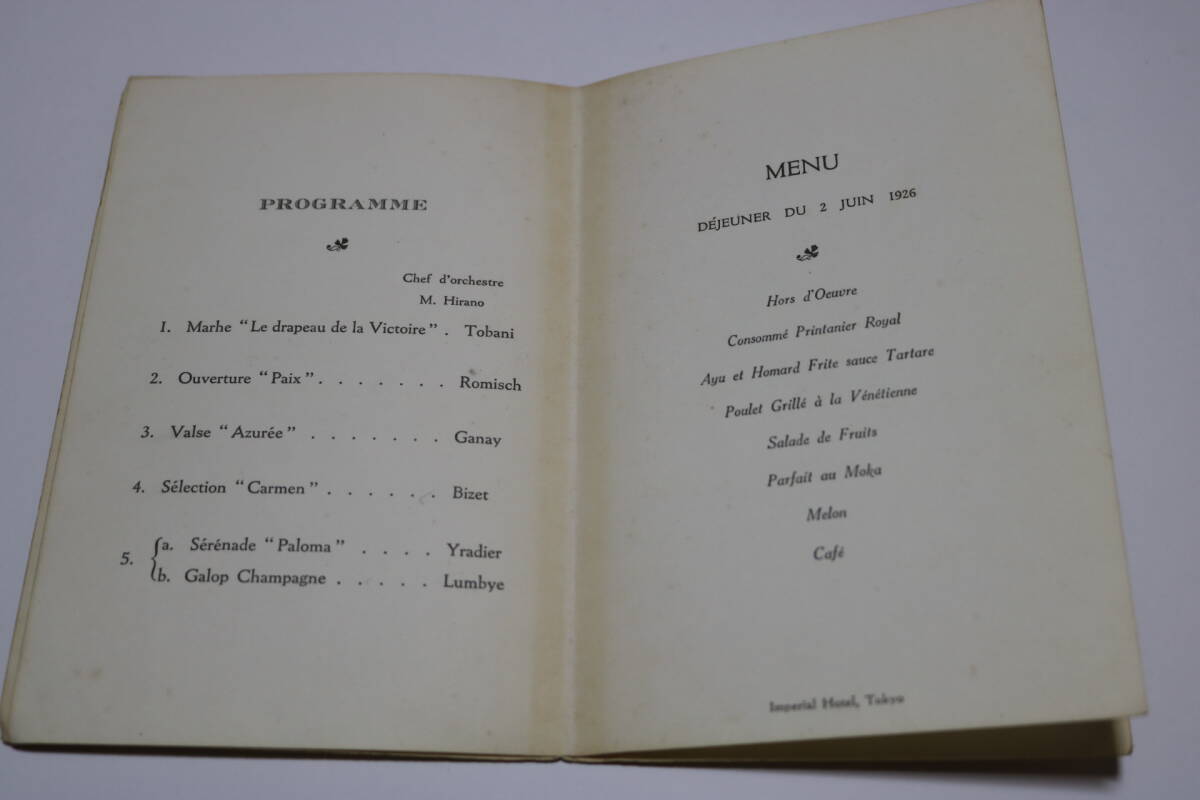 PROGRAMME
Chef d'orchestre
M. Hirano
1. Marhe "Le drapeau de la Victoire" . Tobani
2. Ouverture "Paix" . . . . . . . Romisch
3. Valse "Azurée" . . . . . . . Ganay
4. Sélection "Carmen" . . . . . . Bizet
5. { a. Sérénade "Paloma" . . . . Yradier
b. Galop Champagne . . . . . Lumbye
MENU
DÉJEUNER DU 2 JUIN 1926
Hors d'Oeuvre
Consommé Printanier Royal
Ayu et Homard Frite sauce Tartare
Poulet Grillé à la Vénétienne
Salade de Fruits
Parfait au Moka
Melon
Café
Imperial Hotel, Tokyo